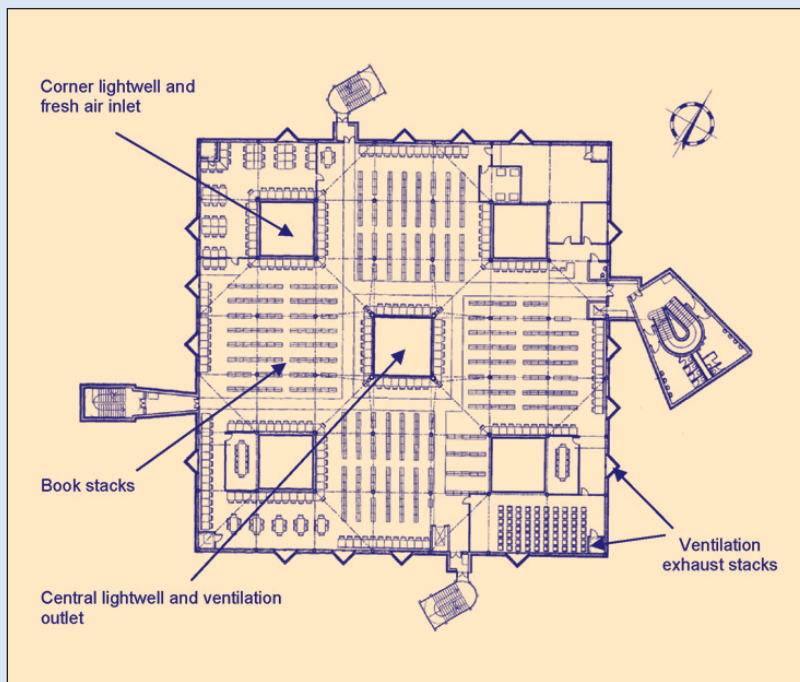 Corner lightwell and
fresh air inlet
Book stacks
Central lightwell and ventilation
outlet
Ventilation
exhaust stacks